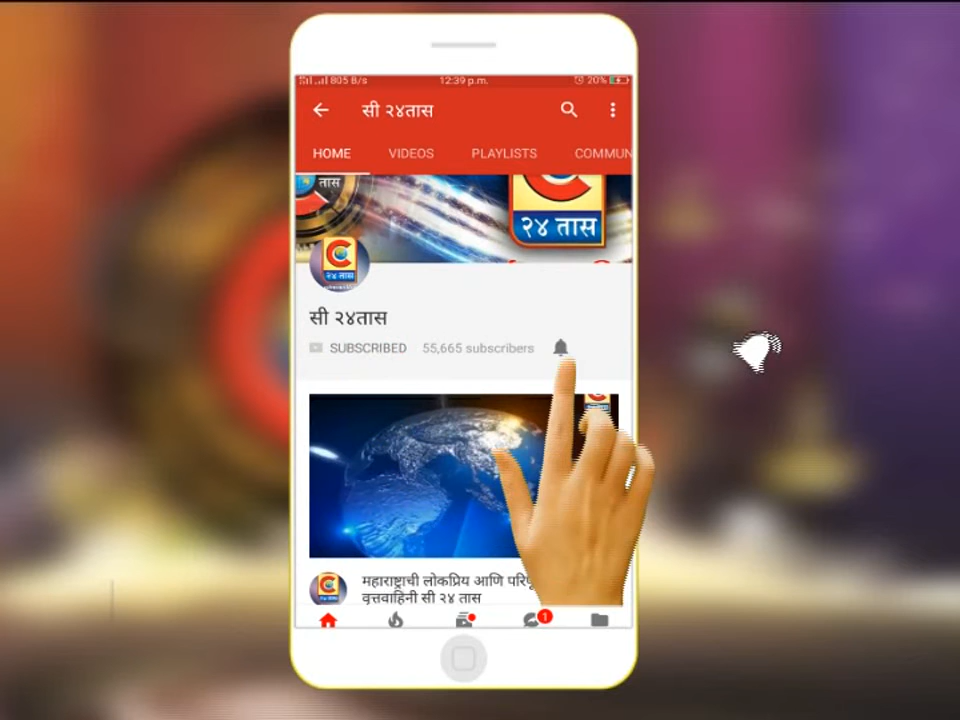 805 B/s 12:39 p.m. 20%
सी २४तास
HOME VIDEOS PLAYLISTS COMMUN
तास
२४ तास
२४ तास
सी २४तास
SUBSCRIBED 55,665 subscribers
महाराष्ट्राची लोकप्रिय आणि
वृत्तवाहिनी सी २४ तास
1